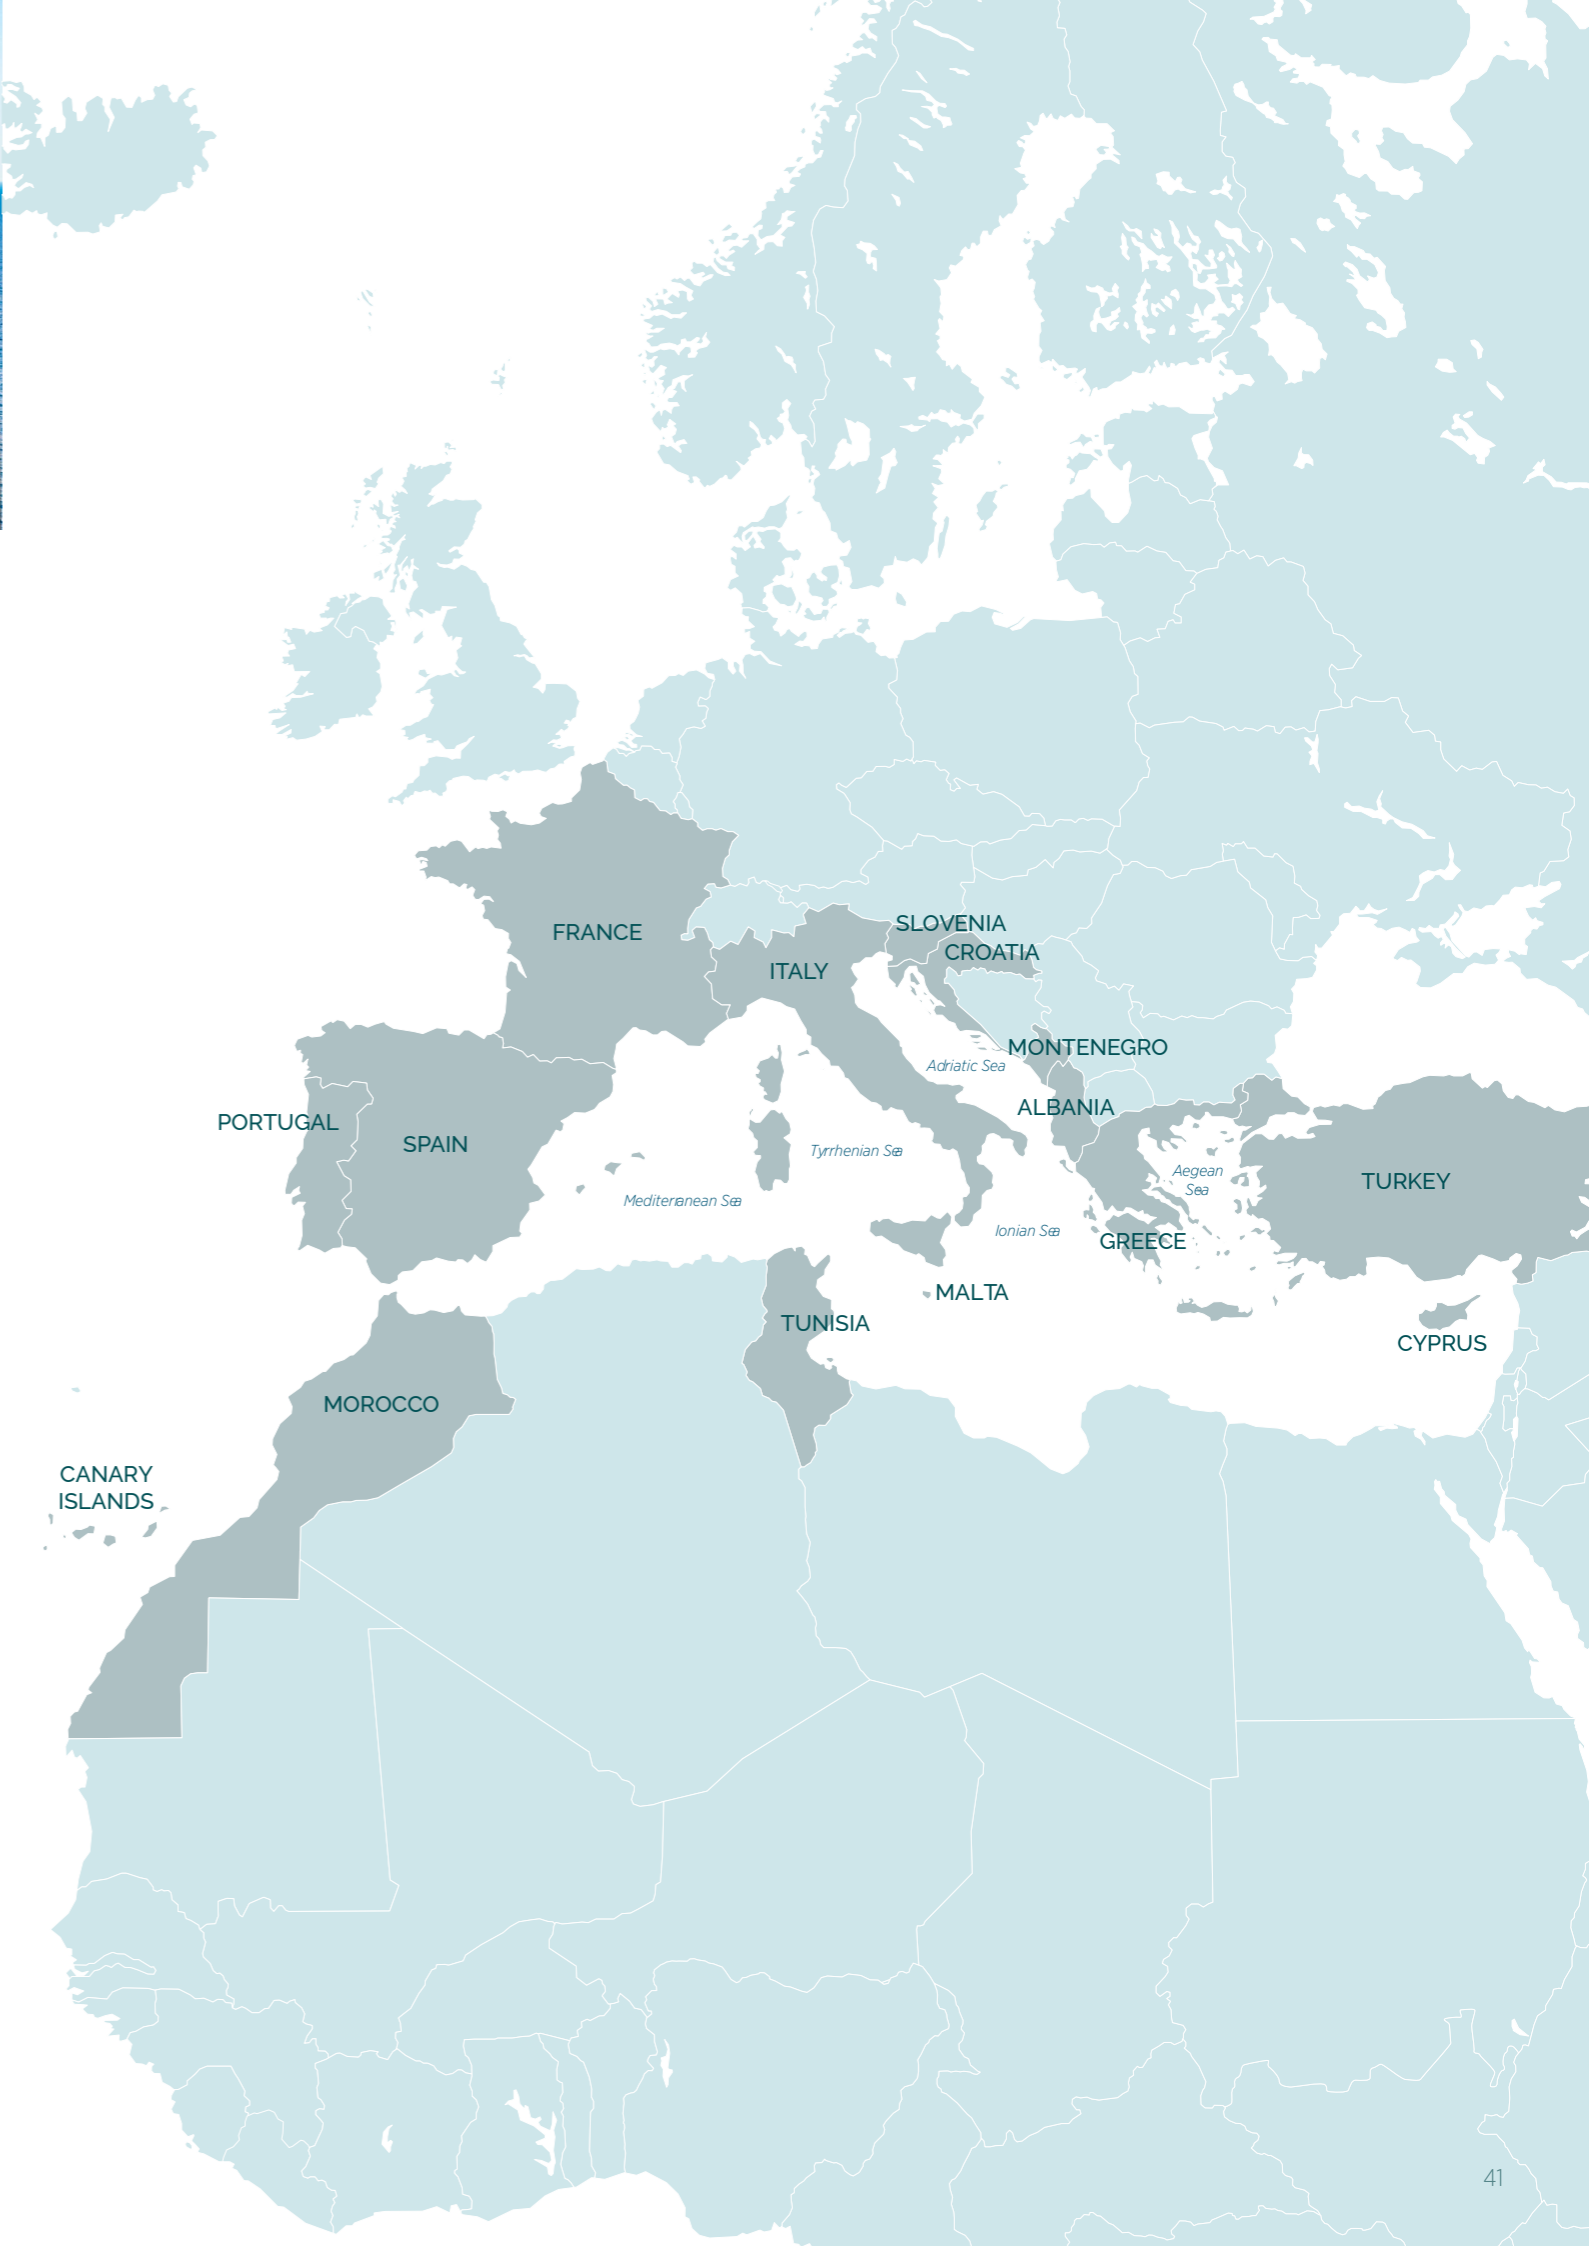 SLOVENIA
FRANCE
CROATIA
ITALY
MONTENEGRO
Adriatic Sea
ALBANIA
PORTUGAL
SPAIN
Tyrrhenian Sea
Aegean
Sea
TURKEY
Mediterranean Sea
Ionian Sea
GREECE
MALTA
TUNISIA
CYPRUS
MOROCCO
CANARY
ISLANDS
41